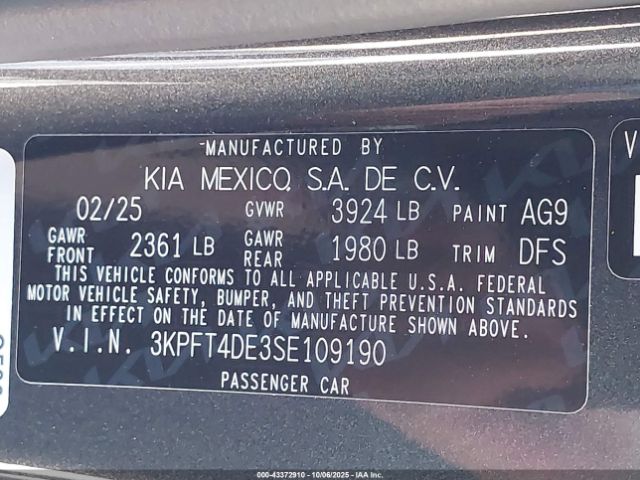 MANUFACTURED BY
KIA MEXICO, S.A. DE C.V.
02/25 GVWR 3924 LB PAINT AG9
GAWR FRONT 2361 LB GAWR REAR 1980 LB TRIM DFS
THIS VEHICLE CONFORMS TO ALL APPLICABLE U.S.A. FEDERAL
MOTOR VEHICLE SAFETY, BUMPER, AND THEFT PREVENTION STANDARDS
IN EFFECT ON THE DATE OF MANUFACTURE SHOWN ABOVE.
V.I.N. 3KPFT4DE3SE109190
PASSENGER CAR
V
000-43372910 - 10/06/2025 - IAAI